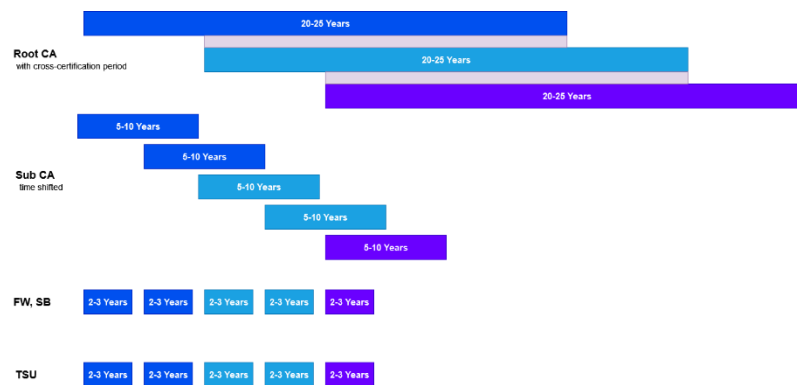 20-25 Years
Root CA
with cross-certification period
20-25 Years
20-25 Years
5-10 Years
5-10 Years
Sub CA
time shifted
5-10 Years
5-10 Years
5-10 Years
FW, SB
2-3 Years 2-3 Years 2-3 Years 2-3 Years 2-3 Years
TSU
2-3 Years 2-3 Years 2-3 Years 2-3 Years 2-3 Years